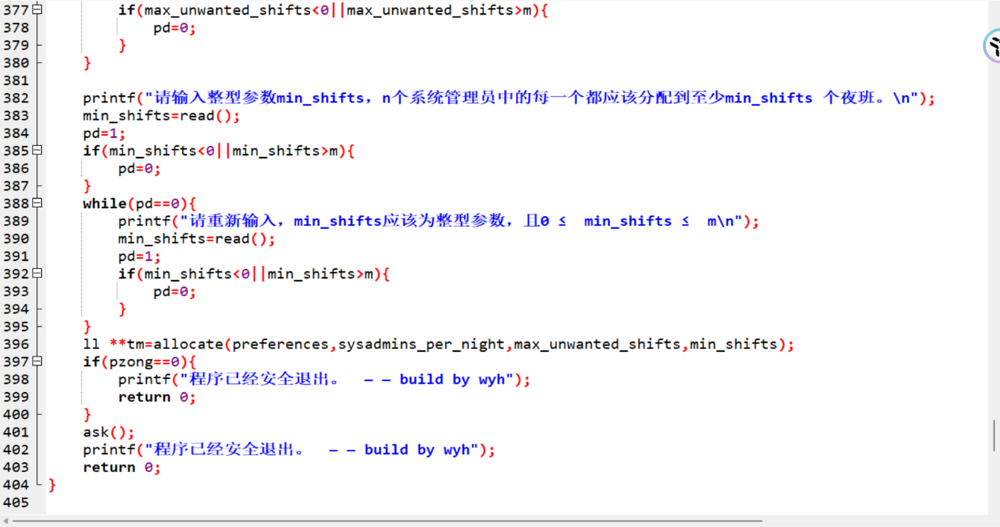 377 if(max_unwanted_shifts<0||max_unwanted_shifts>m){
378 pd=0;
379 }
380 }
381
382 printf("请输入整型参数min_shifts，n个系统管理员中的每一个都应该分配到至少min_shifts 个夜班。\n");
383 min_shifts=read();
384 pd=1;
385 if(min_shifts<0||min_shifts>m){
386 pd=0;
387 }
388 while(pd==0){
389 printf("请重新输入，min_shifts应该为整型参数，且0 ≤  min_shifts ≤  m\n");
390 min_shifts=read();
391 pd=1;
392 if(min_shifts<0||min_shifts>m){
393 pd=0;
394 }
395 }
396 ll **tm=allocate(preferences,sysadmins_per_night,max_unwanted_shifts,min_shifts);
397 if(pzong==0){
398 printf("程序已经安全退出。  — — build by wyh");
399 return 0;
400 }
401 ask();
402 printf("程序已经安全退出。  — — build by wyh");
403 return 0;
404 }
405